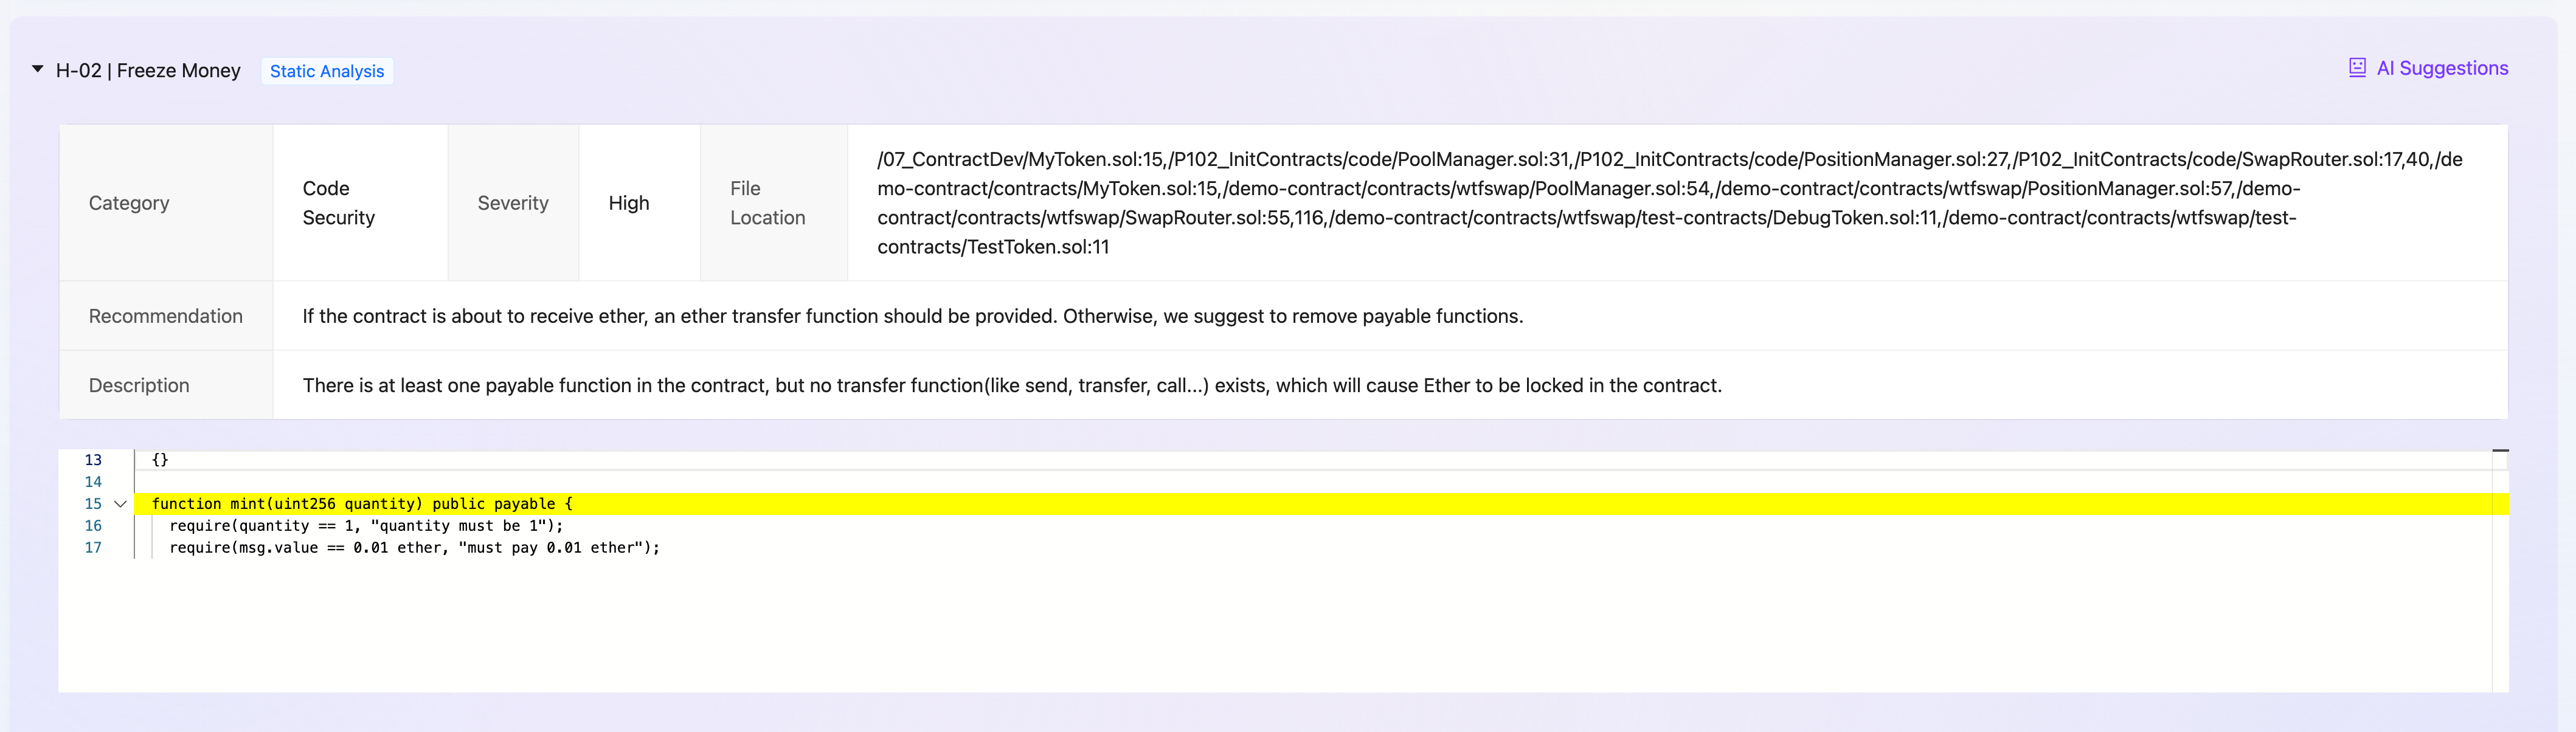 H-02 | Freeze Money
Static Analysis
AI Suggestions
Category
Code
Security
Severity
High
File
Location
/07_ContractDev/MyToken.sol:15,/P102_InitContracts/code/PoolManager.sol:31,/P102_InitContracts/code/PositionManager.sol:27,/P102_InitContracts/code/SwapRouter.sol:17,40,/de
mo-contract/contracts/MyToken.sol:15,/demo-contract/contracts/wtfswap/PoolManager.sol:54,/demo-contract/contracts/wtfswap/PositionManager.sol:57,/demo-
contract/contracts/wtfswap/SwapRouter.sol:55,116,/demo-contract/contracts/wtfswap/test-contracts/DebugToken.sol:11,/demo-contract/contracts/wtfswap/test-
contracts/TestToken.sol:11
Recommendation
If the contract is about to receive ether, an ether transfer function should be provided. Otherwise, we suggest to remove payable functions.
Description
There is at least one payable function in the contract, but no transfer function(like send, transfer, call...) exists, which will cause Ether to be locked in the contract.
13 {}
14
15 function mint(uint256 quantity) public payable {
16 require(quantity == 1, "quantity must be 1");
17 require(msg.value == 0.01 ether, "must pay 0.01 ether");